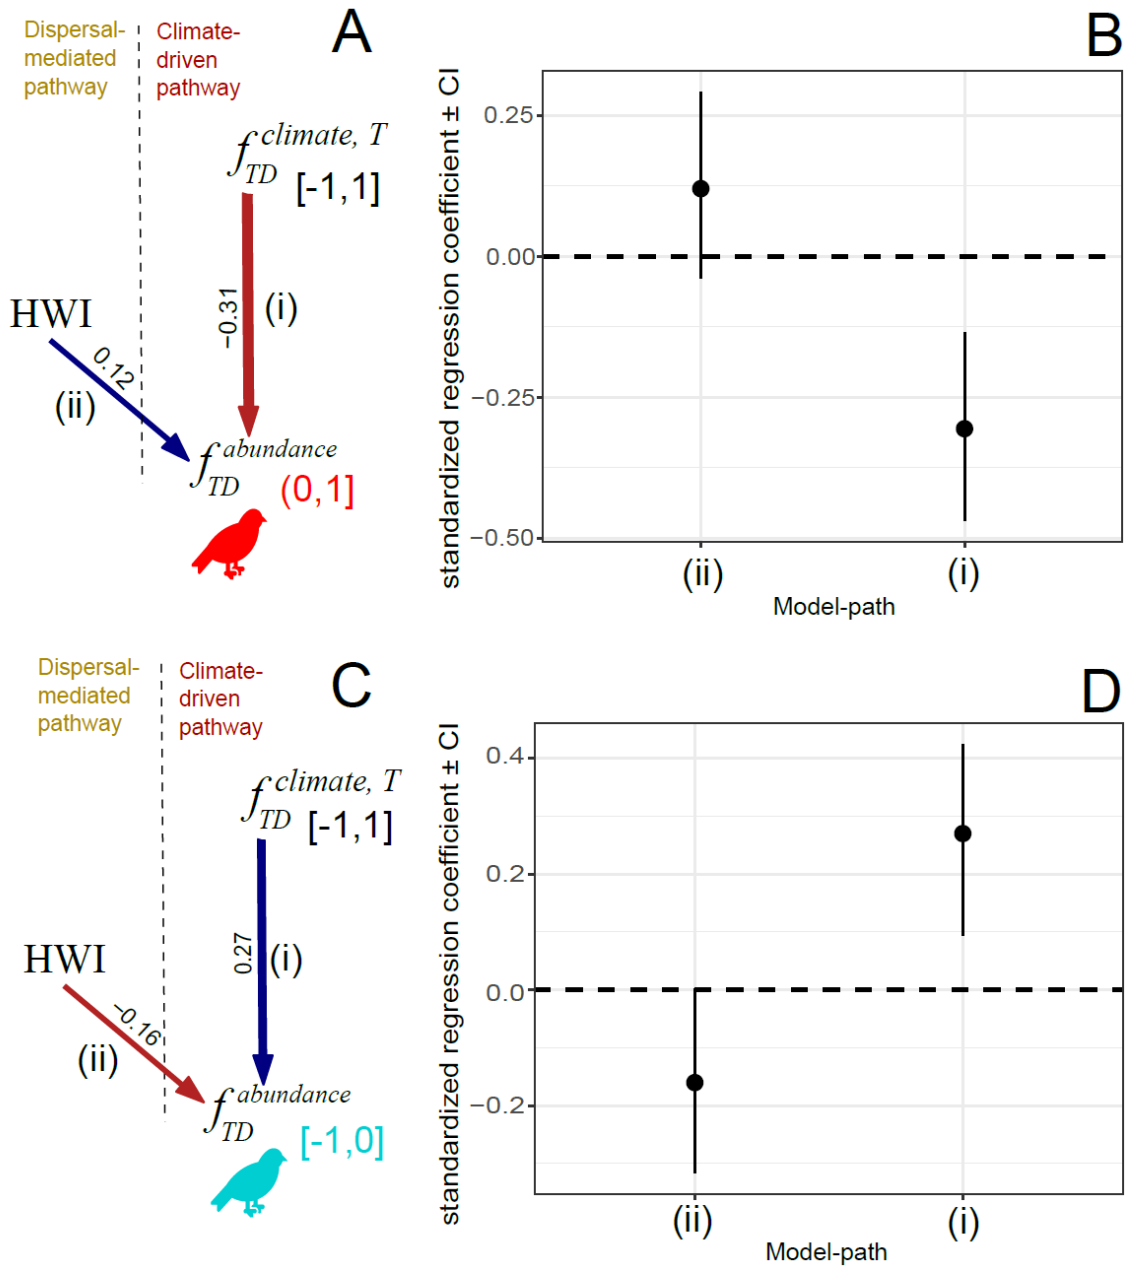 Dispersal-
mediated
pathway
Climate-
driven
pathway
A
f TD climate, T
[-1,1]
−0.31
(i)
HWI
0.12
(ii)
f TD abundance
(0,1]
B
standardized regression coefficient ± CI
0.25
0.00
−0.25
−0.50
(ii)
(i)
Model-path
Dispersal-
mediated
pathway
Climate-
driven
pathway
C
f TD climate, T
[-1,1]
0.27
(i)
HWI
−0.16
(ii)
f TD abundance
[-1,0]
D
standardized regression coefficient ± CI
0.4
0.2
0.0
−0.2
(ii)
(i)
Model-path